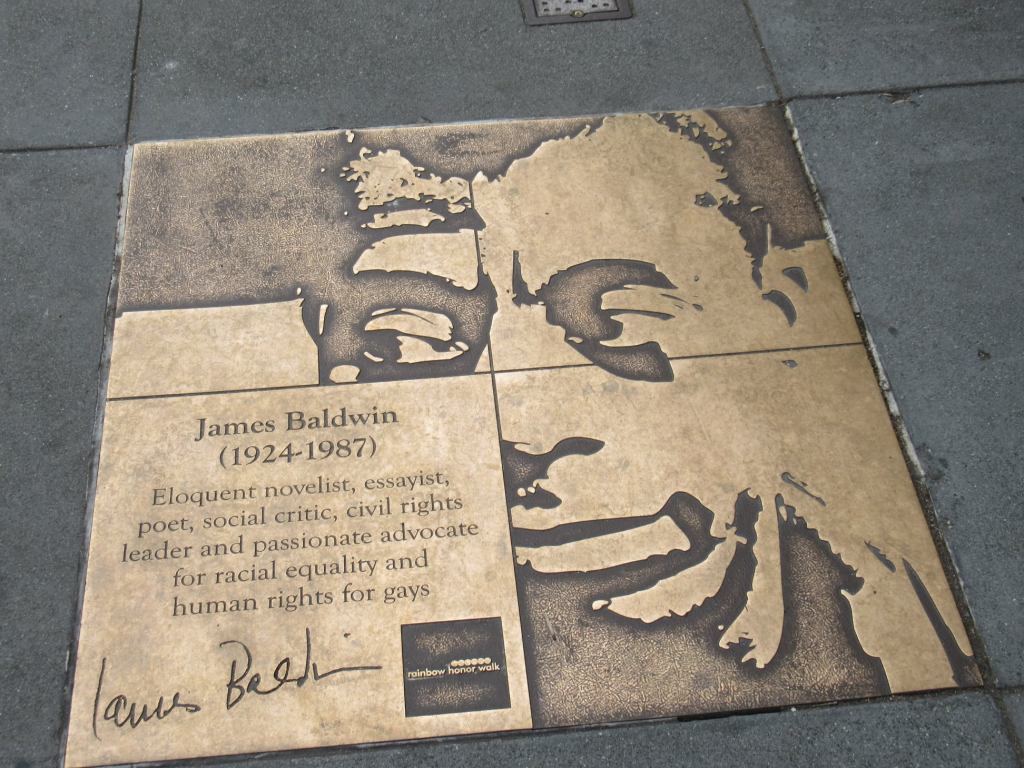 James Baldwin
(1924-1987)
Eloquent novelist, essayist,
poet, social critic, civil rights
leader and passionate advocate
for racial equality and
human rights for gays
James Baldwin
rainbow honor walk